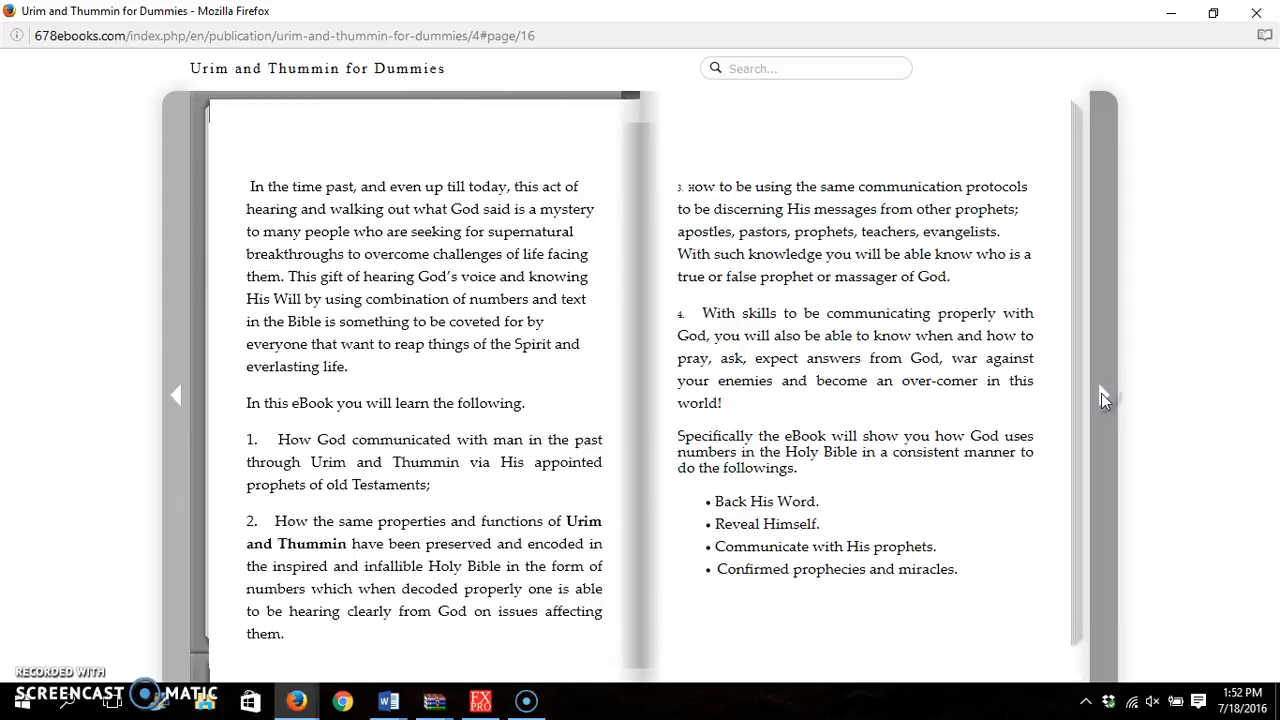 Urim and Thummin for Dummies - Mozilla Firefox
678ebooks.com/index.php/en/publication/urim-and-thummin-for-dummies/4#page/16
Urim and Thummin for Dummies
Search...
In the time past, and even up till today, this act of
hearing and walking out what God said is a mystery
to many people who are seeking for supernatural
breakthroughs to overcome challenges of life facing
them. This gift of hearing God's voice and knowing
His Will by using combination of numbers and text
in the Bible is something to be coveted for by
everyone that want to reap things of the Spirit and
everlasting life.
In this eBook you will learn the following.
1. How God communicated with man in the past
through Urim and Thummin via His appointed
prophets of old Testaments;
2. How the same properties and functions of Urim
and Thummin have been preserved and encoded in
the inspired and infallible Holy Bible in the form of
numbers which when decoded properly one is able
to be hearing clearly from God on issues affecting
them.
3. How to be using the same communication protocols
to be discerning His messages from other prophets;
apostles, pastors, prophets, teachers, evangelists.
With such knowledge you will be able know who is a
true or false prophet or massager of God.
4. With skills to be communicating properly with
God, you will also be able to know when and how to
pray, ask, expect answers from God, war against
your enemies and become an over-comer in this
world!
Specifically the eBook will show you how God uses
numbers in the Holy Bible in a consistent manner to
do the followings.
• Back His Word.
• Reveal Himself.
• Communicate with His prophets.
• Confirmed prophecies and miracles.
RECORDED WITH
SCREENCAST MATIC
FX
PRO
1:52 PM
7/18/2016